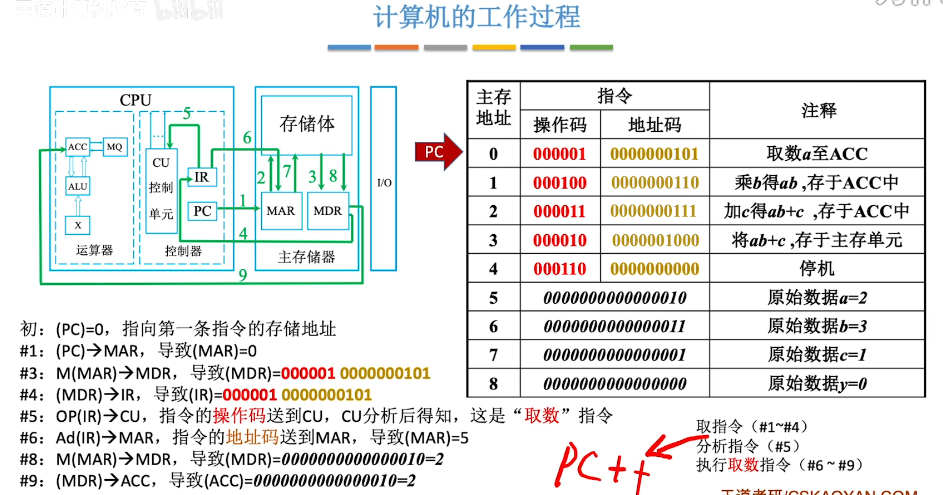 计算机的工作过程
CPU
ACC
MQ
ALU
X
运算器
CU
控制
单元
IR
PC
控制器
存储体
MAR
MDR
主存储器
I/O
1
2
3
4
5
6
7
8
9
PC
主存地址 指令 注释
操作码 地址码
0 000001 0000000101 取数a至ACC
1 000100 0000000110 乘b得ab ,存于ACC中
2 000011 0000000111 加c得ab+c ,存于ACC中
3 000010 0000001000 将ab+c ,存于主存单元
4 000110 0000000000 停机
5 0000000000000010 原始数据a=2
6 0000000000000011 原始数据b=3
7 0000000000000001 原始数据c=1
8 0000000000000000 原始数据y=0
初：(PC)=0，指向第一条指令的存储地址
#1：(PC)→MAR，导致(MAR)=0
#3：M(MAR)→MDR，导致(MDR)=000001 0000000101
#4：(MDR)→IR，导致(IR)=000001 0000000101
#5：OP(IR)→CU，指令的操作码送到CU，CU分析后得知，这是“取数”指令
#6：Ad(IR)→MAR，指令的地址码送到MAR，导致(MAR)=5
#8：M(MAR)→MDR，导致(MDR)=0000000000000010=2
#9：(MDR)→ACC，导致(ACC)=0000000000000010=2
取指令（#1~#4）
分析指令（#5）
执行取数指令（#6 ~ #9）
PC++
王道考研/CSKAOYAN.COM